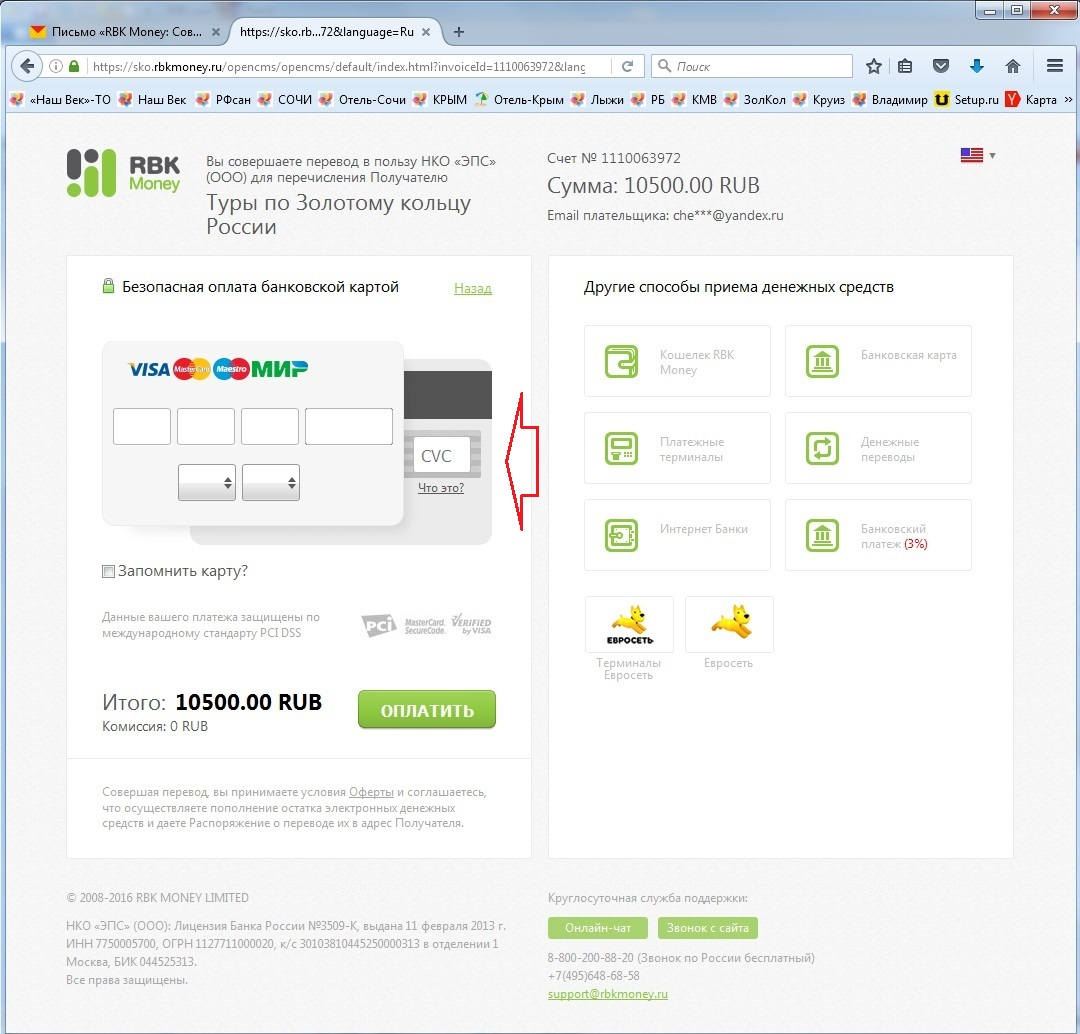 Письмо «RBK Money: Сов...
https://sko.rb...72&language=Ru
https://sko.rbkmoney.ru/opencms/opencms/default/index.html?invoiceId=1110063972&lang
Поиск
«Наш Век»-ТО
Наш Век
РФсан
СОЧИ
Отель-Сочи
КРЫМ
Отель-Крым
Лыжи
РБ
КМВ
ЗолКол
Круиз
Владимир
Setup.ru
Карта
RBK
Money
Вы совершаете перевод в пользу НКО «ЭПС»
(ООО) для перечисления Получателю
Туры по Золотому кольцу
России
Счет № 1110063972
Сумма: 10500.00 RUB
Email плательщика: che***@yandex.ru
Безопасная оплата банковской картой
Назад
VISA MasterCard Maestro МИР
CVC
Что это?
Запомнить карту?
Данные вашего платежа защищены по
международному стандарту PCI DSS
PCI
MasterCard.
SecureCode.
VERIFIED
by VISA
Итого: 10500.00 RUB
Комиссия: 0 RUB
ОПЛАТИТЬ
Совершая перевод, вы принимаете условия Оферты и соглашаетесь,
что осуществляете пополнение остатка электронных денежных
средств и даете Распоряжение о переводе их в адрес Получателя.
Другие способы приема денежных средств
Кошелек RBK
Money
Банковская карта
Платежные
терминалы
Денежные
переводы
Интернет Банки
Банковский
платеж (3%)
ЕВРОСЕТЬ
Терминалы
Евросеть
Евросеть
© 2008-2016 RBK MONEY LIMITED
НКО «ЭПС» (ООО): Лицензия Банка России №3509-К, выдана 11 февраля 2013 г.
ИНН 7750005700, ОГРН 1127711000020, к/с 30103810445250000313 в отделении 1
Москва, БИК 044525313.
Все права защищены.
Круглосуточная служба поддержки:
Онлайн-чат
Звонок с сайта
8-800-200-88-20 (Звонок по России бесплатный)
+7(495)648-68-58
support@rbkmoney.ru